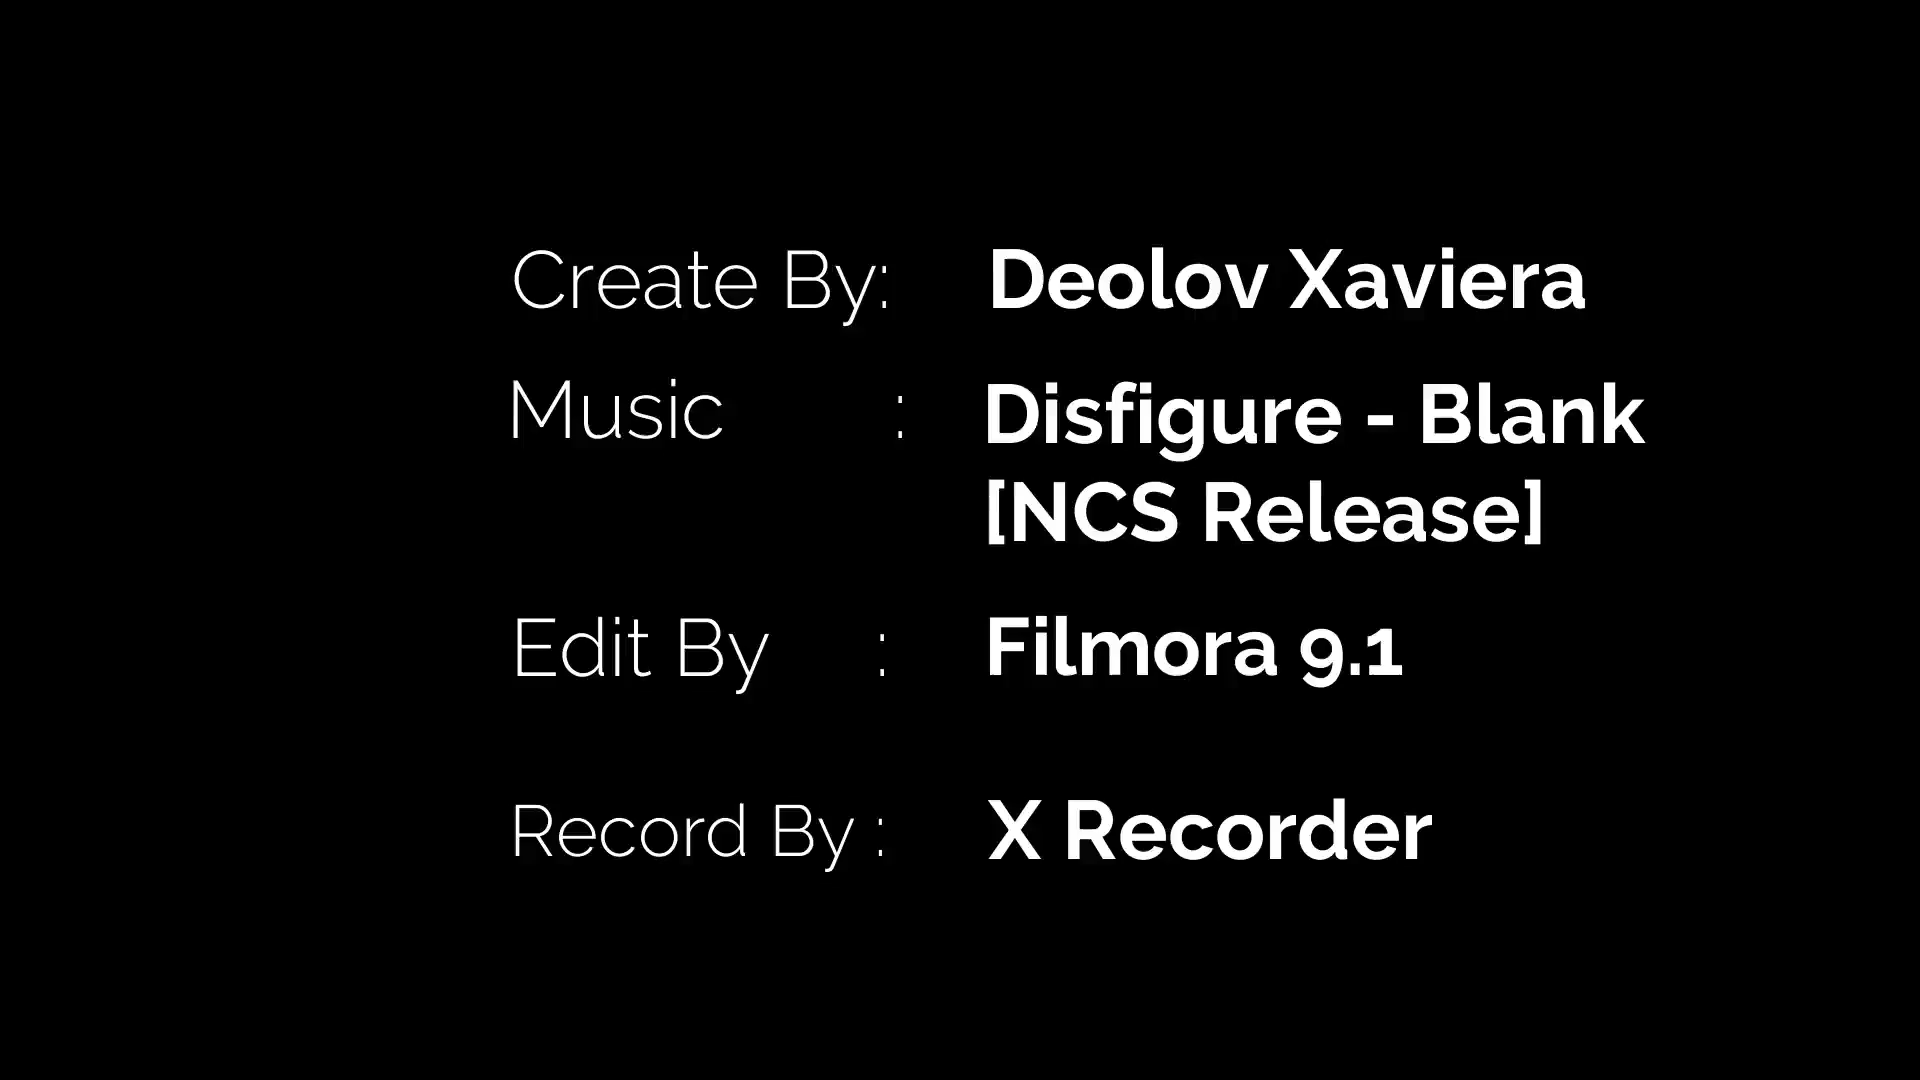 Create By: Deolov Xaviera
Music : Disfigure - Blank
[NCS Release]
Edit By : Filmora 9.1
Record By : X Recorder